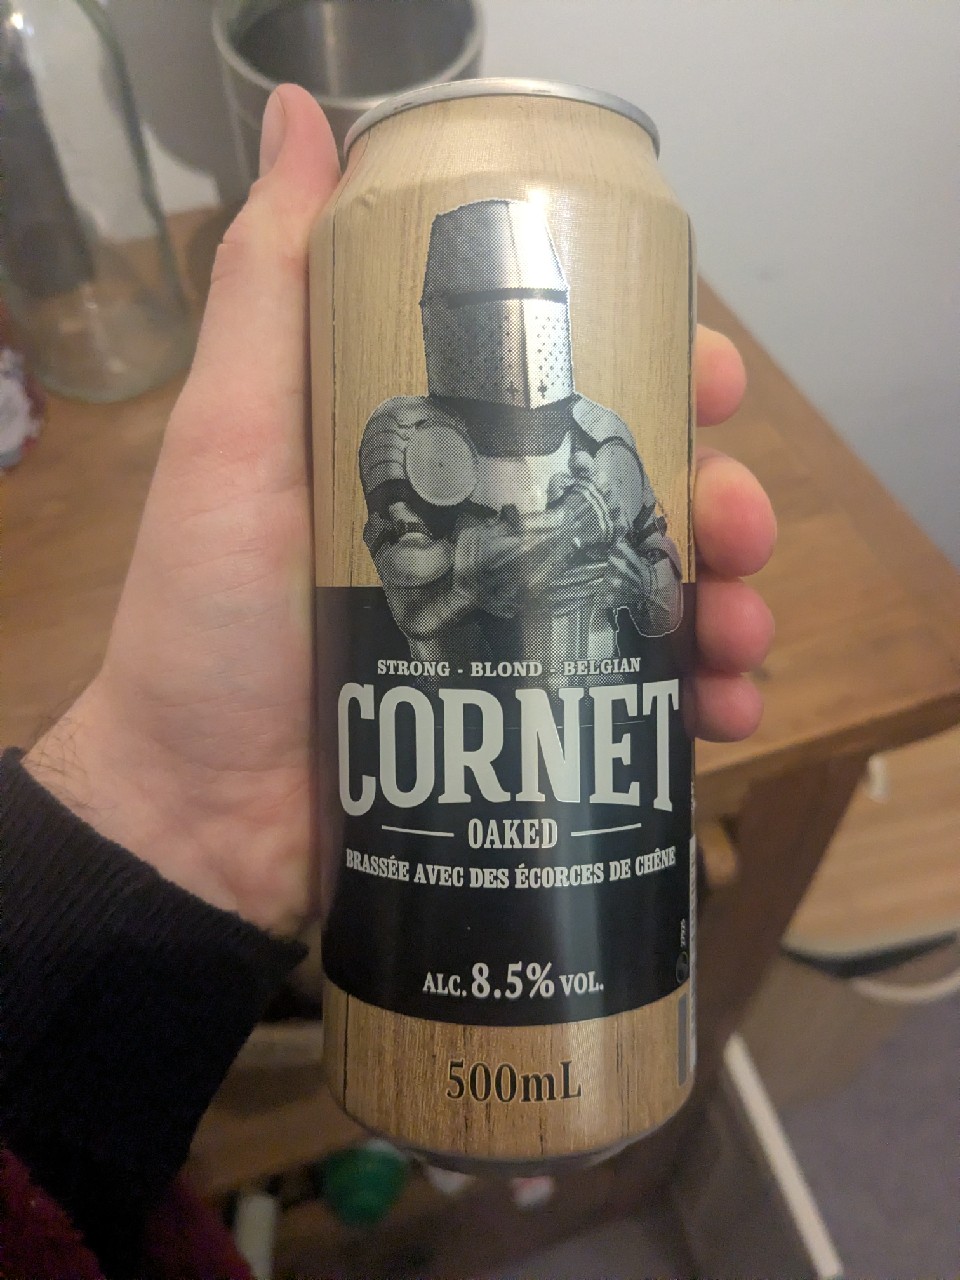 STRONG - BLOND - BELGIAN
CORNET
OAKED
BRASSÉE AVEC DES ÉCORCES DE CHÊNE
ALC. 8.5% VOL.
500mL